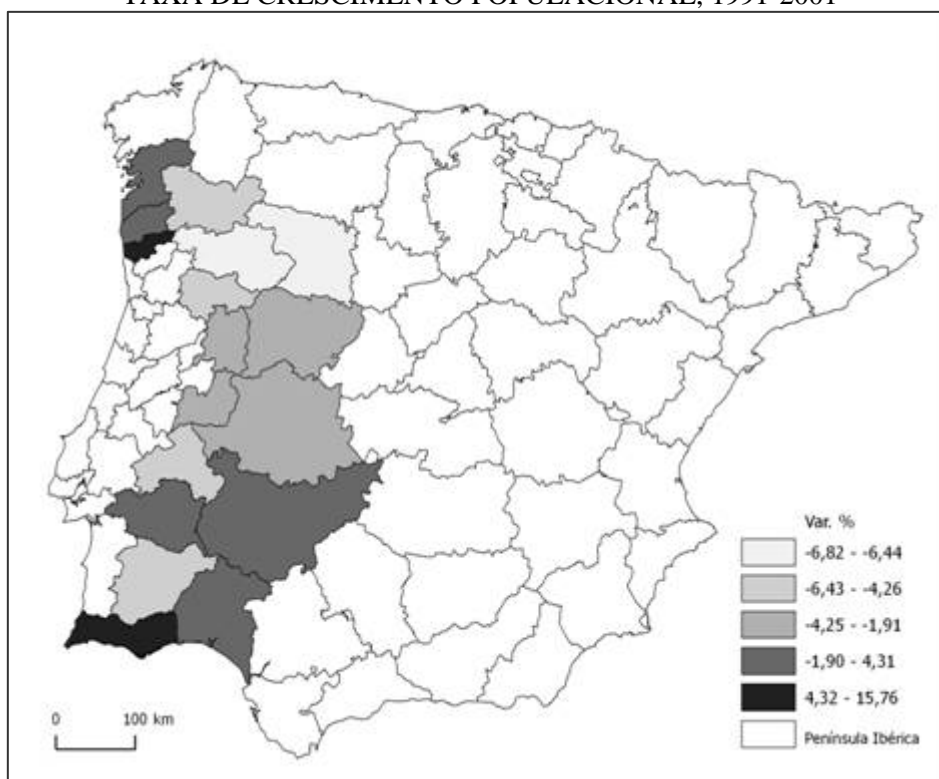 TAXA DE CRESCIMENTO POPULACIONAL, 1991-2001
Var. %
-6,82 - -6,44
-6,43 - -4,26
-4,25 - -1,91
-1,90 - 4,31
4,32 - 15,76
Península Ibérica
0 100 km